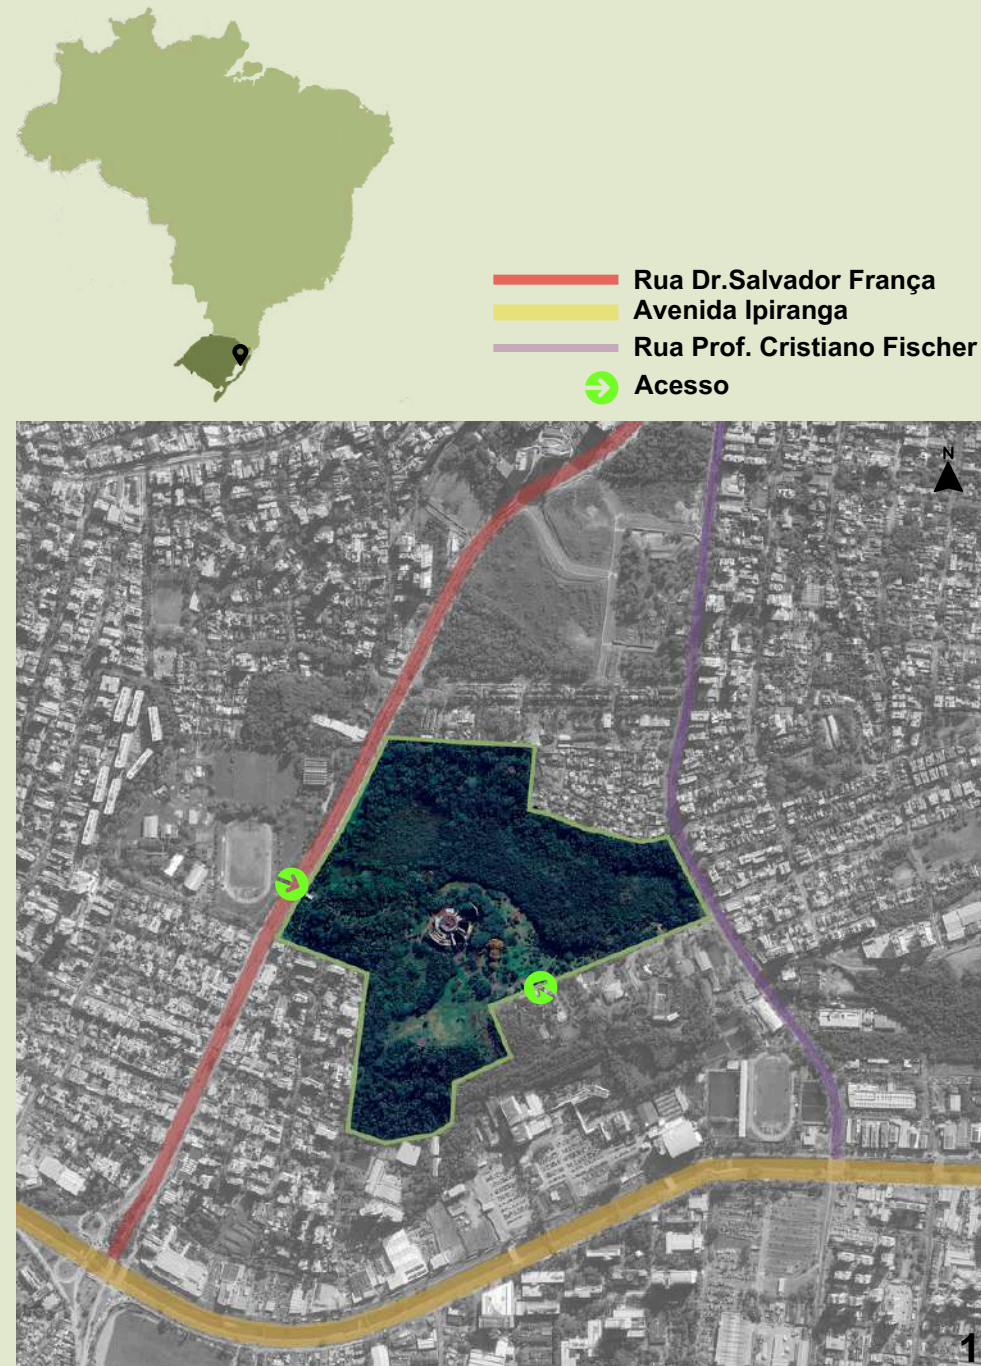 Rua Dr.Salvador França
Avenida Ipiranga
Rua Prof. Cristiano Fischer
Acesso
N
1